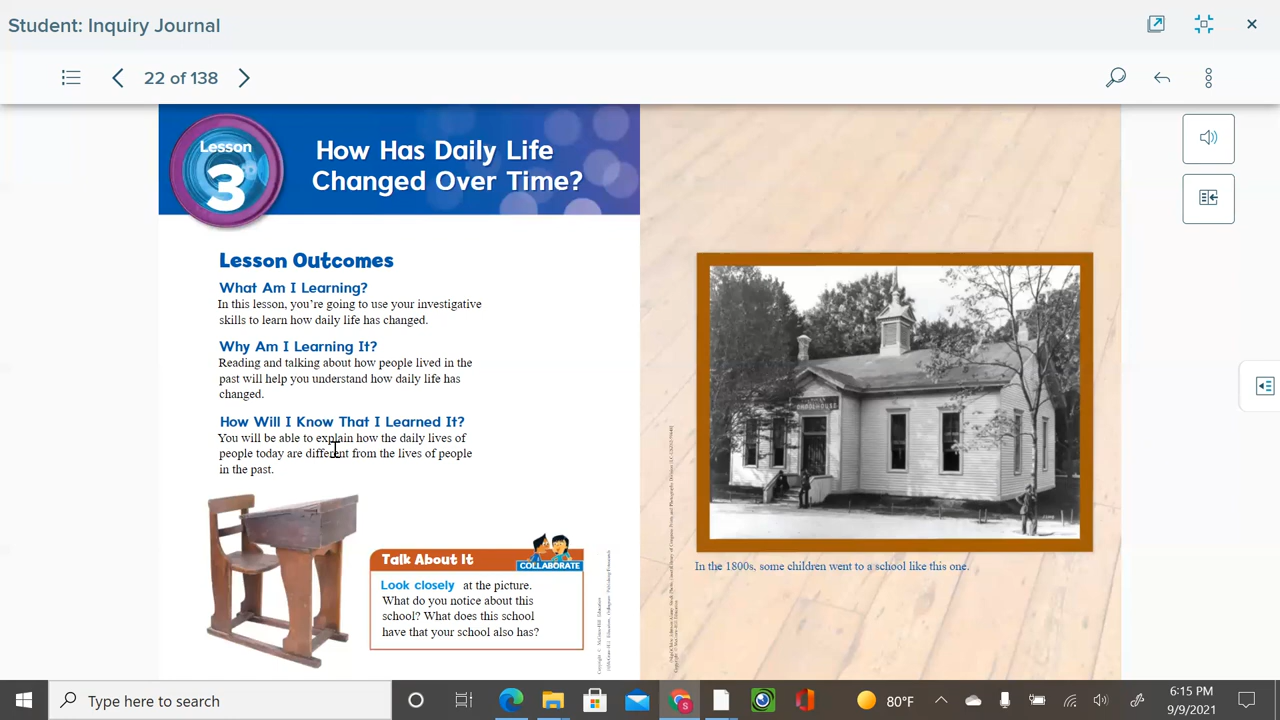 Student: Inquiry Journal
22 of 138
Lesson
3
How Has Daily Life
Changed Over Time?
Lesson Outcomes
What Am I Learning?
In this lesson, you’re going to use your investigative
skills to learn how daily life has changed.
Why Am I Learning It?
Reading and talking about how people lived in the
past will help you understand how daily life has
changed.
How Will I Know That I Learned It?
You will be able to explain how the daily lives of
people today are different from the lives of people
in the past.
Talk About It
COLLABORATE
Look closely at the picture.
What do you notice about this
school? What does this school
have that your school also has?
In the 1800s, some children went to a school like this one.
Type here to search
80°F
6:15 PM
9/9/2021